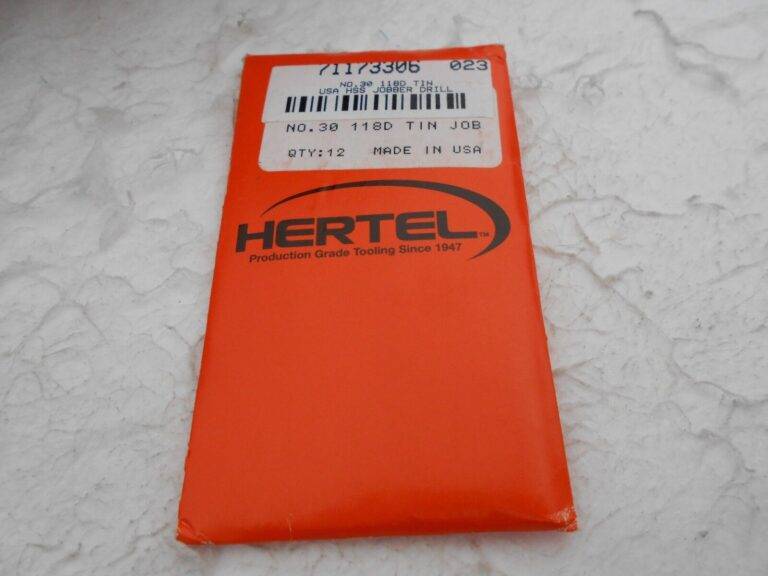 71173306 023
NO.30 118D TIN
USA HSS JOBBER DRILL
NO.30 118D TIN JOB
QTY:12 MADE IN USA
HERTEL™
Production Grade Tooling Since 1947